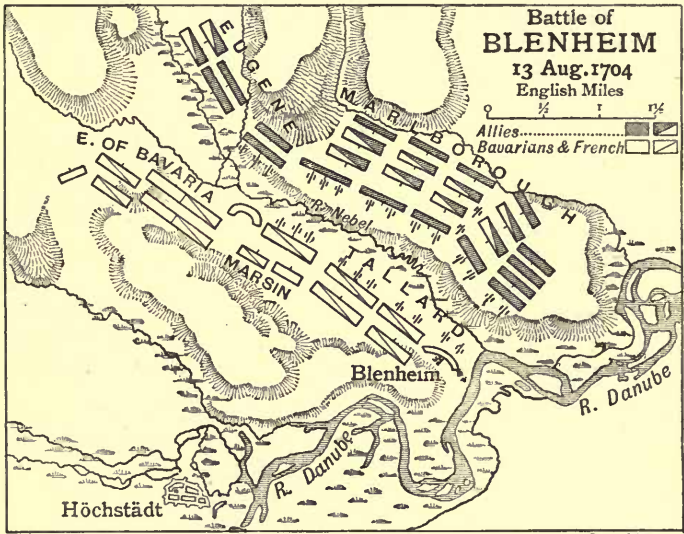 Battle of
BLENHEIM
13 Aug. 1704
English Miles
0 ½ 1 1½
Allies
Bavarians & French
EUGENE
MARLBOROUGH
E. OF BAVARIA
R. Nebel
MARSIN
TALLARD
Blenheim
R. Danube
R. Danube
Höchstädt